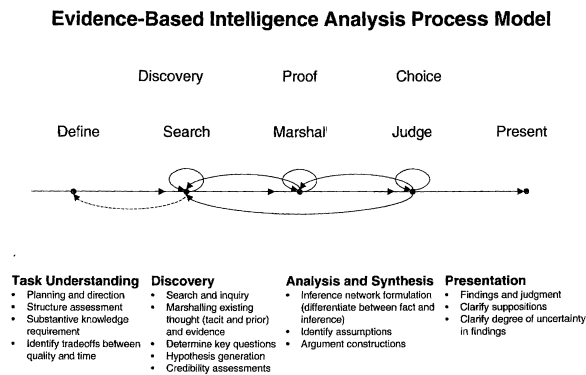 Evidence-Based Intelligence Analysis Process Model
Discovery Proof Choice
Define Search Marshal Judge Present
Task Understanding
• Planning and direction
• Structure assessment
• Substantive knowledge
requirement
• Identify tradeoffs between
quality and time
Discovery
• Search and inquiry
• Marshalling existing
thought (tacit and prior)
and evidence
• Determine key questions
• Hypothesis generation
• Credibility assessments
Analysis and Synthesis
• Inference network formulation
(differentiate between fact and
inference)
• Identify assumptions
• Argument constructions
Presentation
• Findings and judgment
• Clarify suppositions
• Clarify degree of uncertainty
in findings